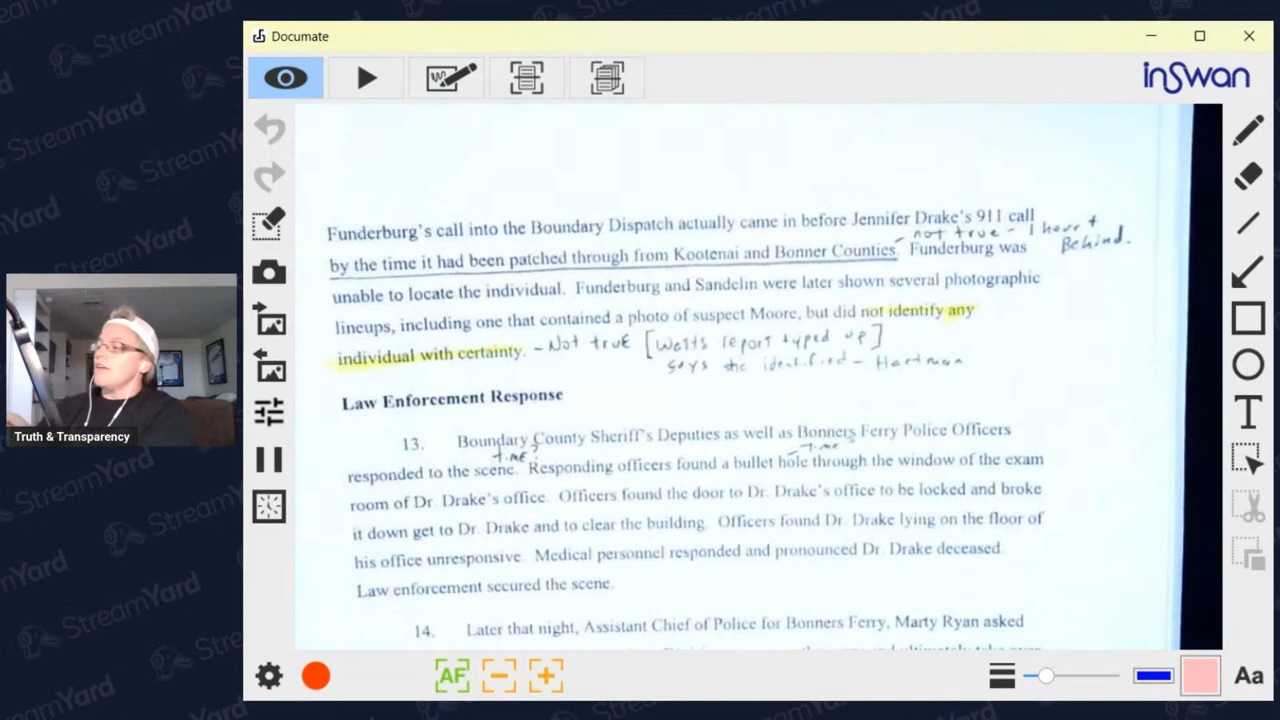 StreamYard
Documate
inSwan
Funderburg's call into the Boundary Dispatch actually came in before Jennifer Drake's 911 call
not true - 1 hour +
by the time it had been patched through from Kootenai and Bonner Counties. Funderburg was
Behind.
unable to locate the individual. Funderburg and Sandelin were later shown several photographic
lineups, including one that contained a photo of suspect Moore, but did not identify any
individual with certainty. - Not true [Watts report typed up]
says she identified - Hartman
Law Enforcement Response
13. Boundary County Sheriff's Deputies as well as Bonners Ferry Police Officers
time? - time
responded to the scene. Responding officers found a bullet hole through the window of the exam
room of Dr. Drake's office. Officers found the door to Dr. Drake's office to be locked and broke
it down get to Dr. Drake and to clear the building. Officers found Dr. Drake lying on the floor of
his office unresponsive. Medical personnel responded and pronounced Dr. Drake deceased.
Law enforcement secured the scene.
14. Later that night, Assistant Chief of Police for Bonners Ferry, Marty Ryan asked
Truth & Transparency
AF
T
Aa